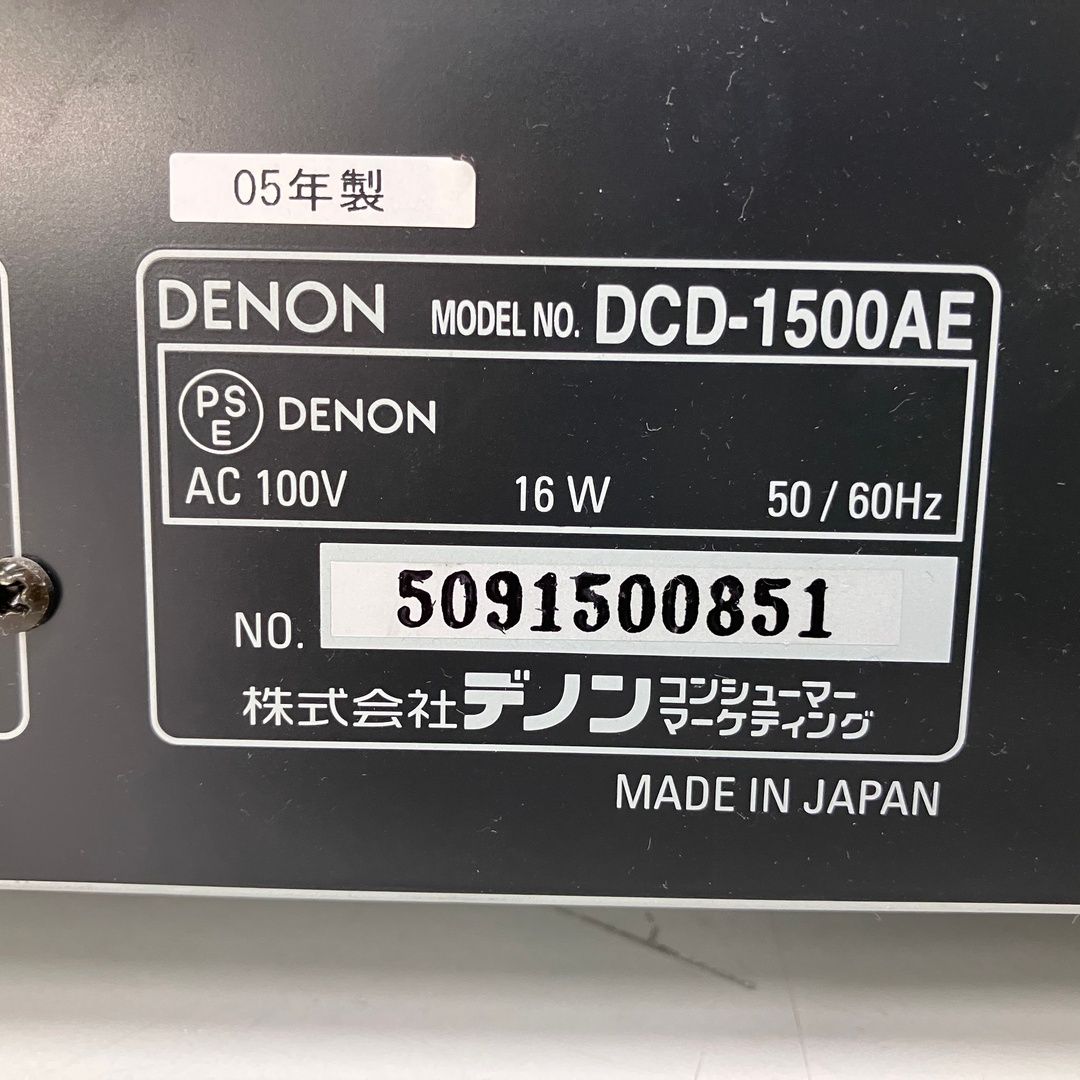 05年製
DENON MODEL NO. DCD-1500AE
PSE DENON
AC 100V 16 W 50 / 60Hz
NO. 5091500851
株式会社デノンコンシューマーマーケティング
MADE IN JAPAN